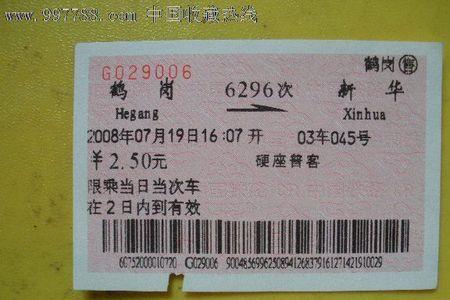 www.997788.com 中国收藏热线
G029006
鹤岗 售
鹤岗 6296次 新华
Hegang Xinhua
2008年07月19日16:07开 03车045号
￥2.50元 硬座普客
限乘当日当次车
在2日内到有效
60752000010720 G029006 90048569962508941268379161271421910029